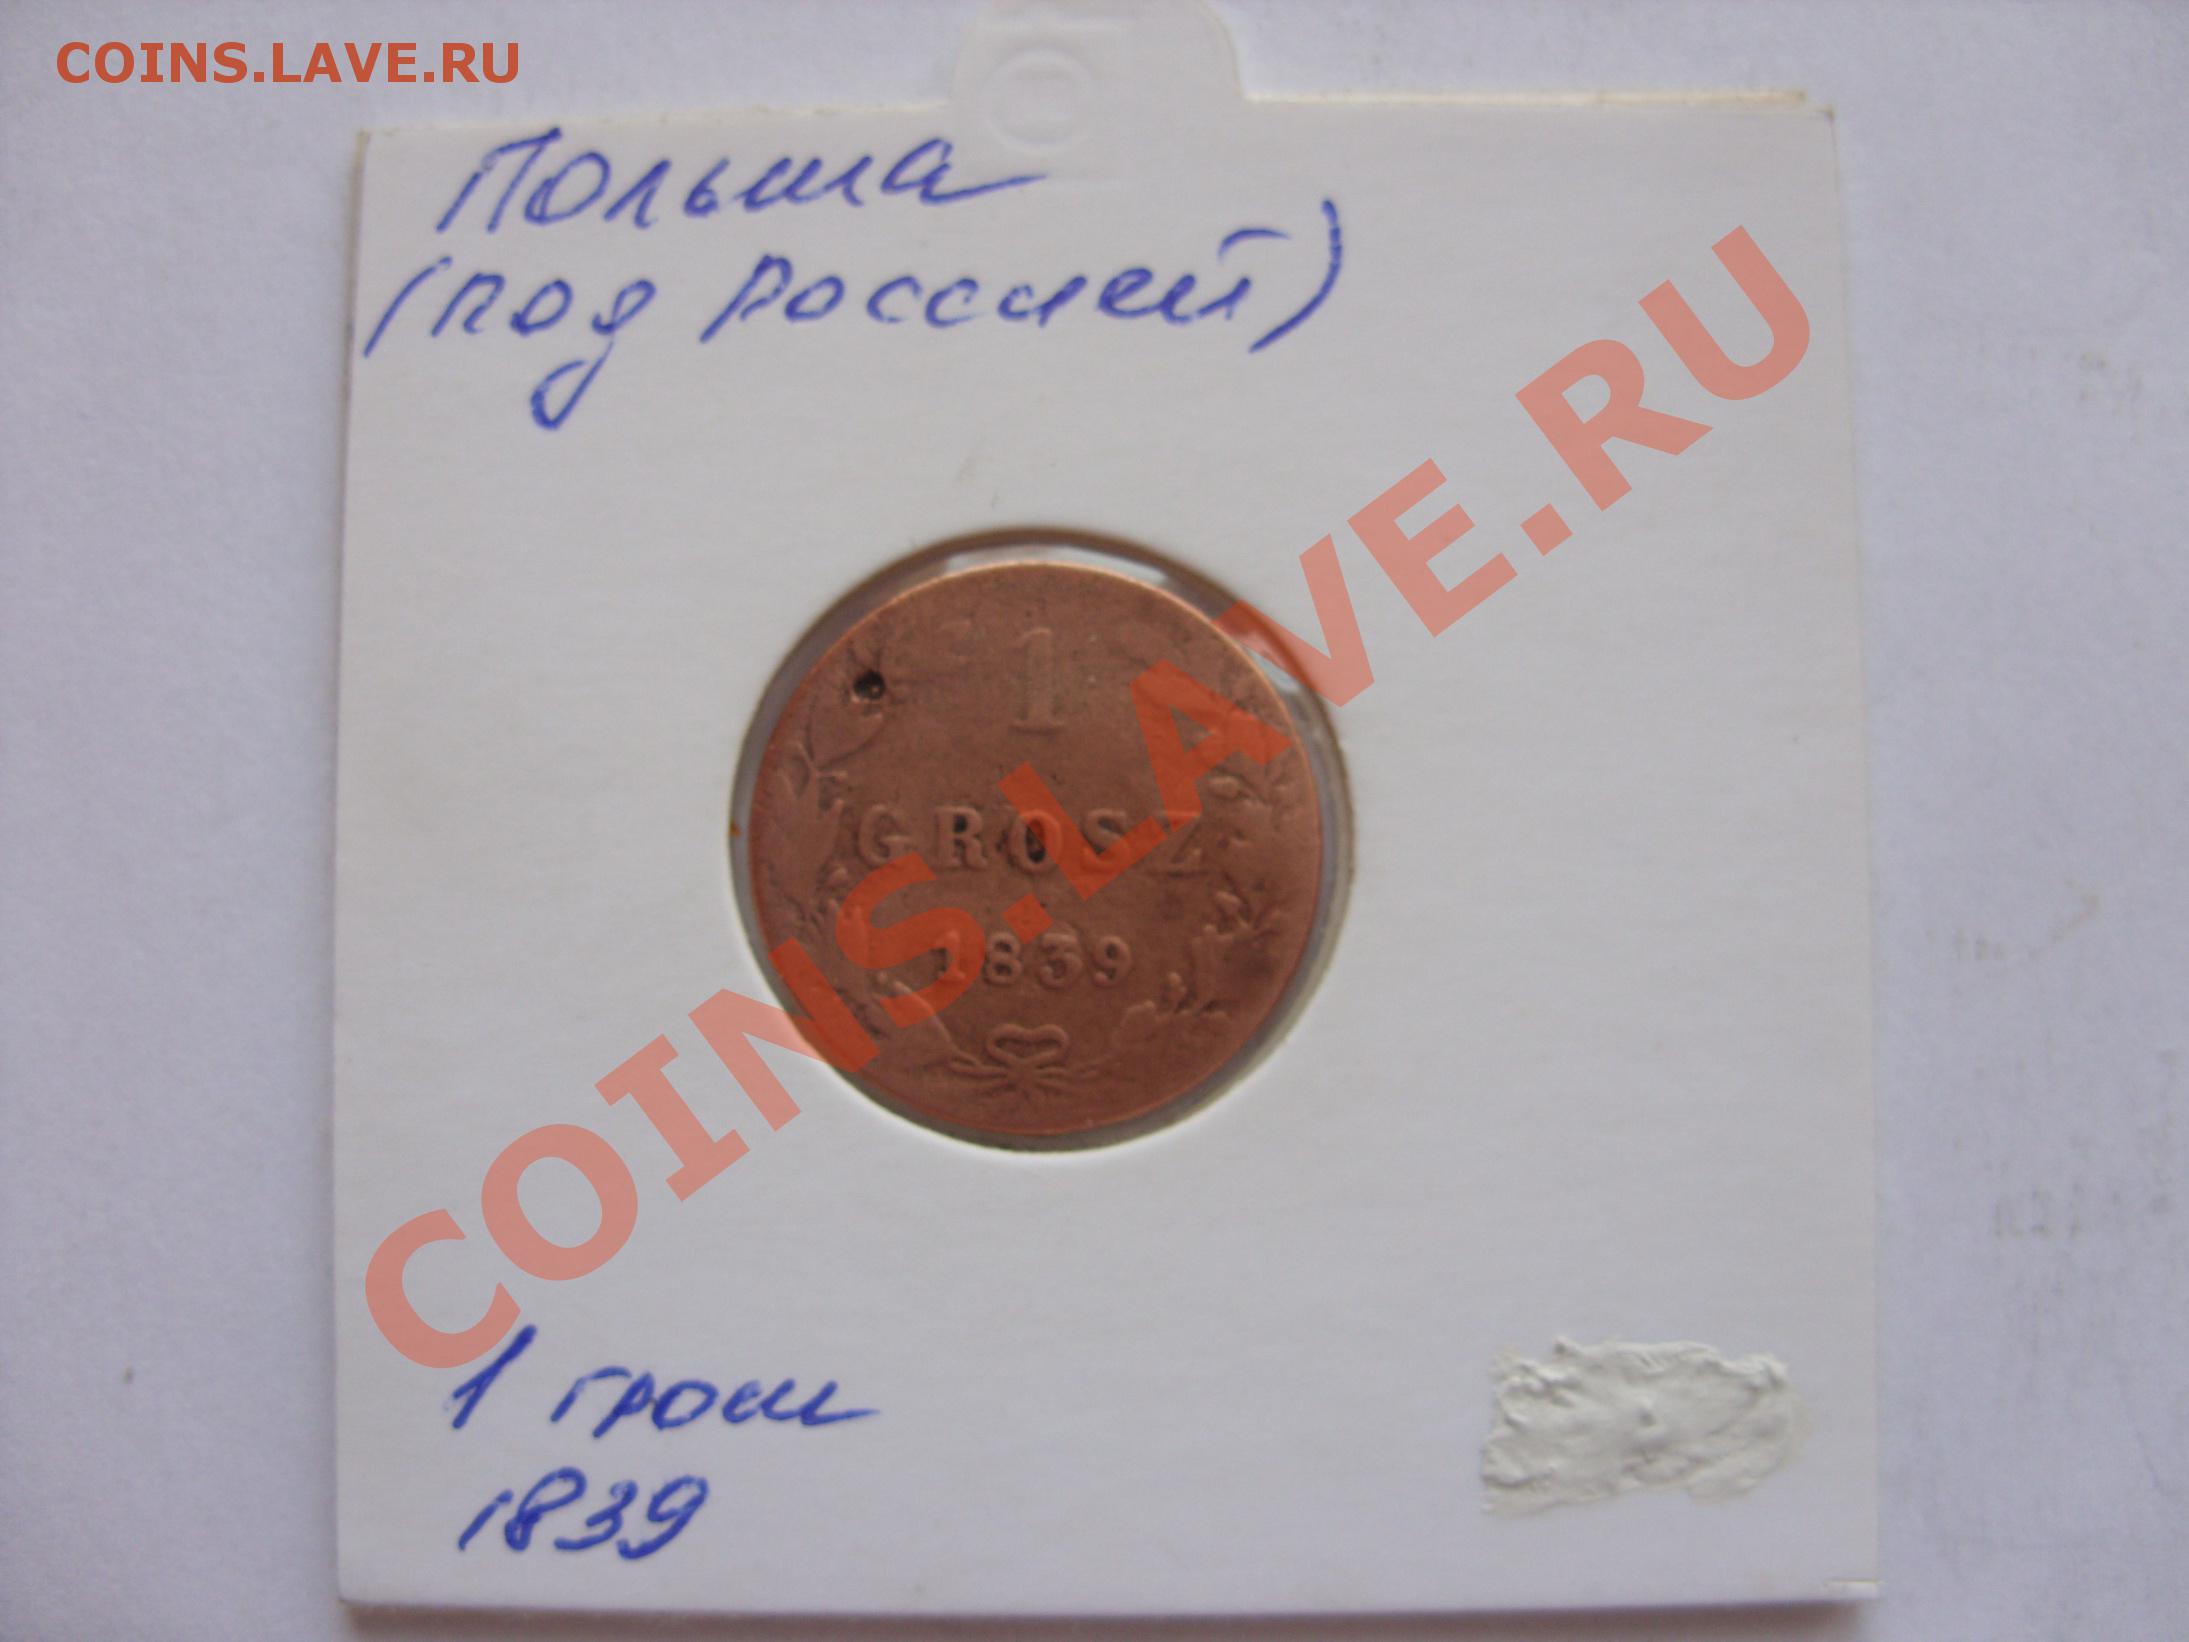 COINS.LAVE.RU
Польша
(под Россией)
1
GROSZ
1839
COINS.LAVE.RU
1 грош
1839